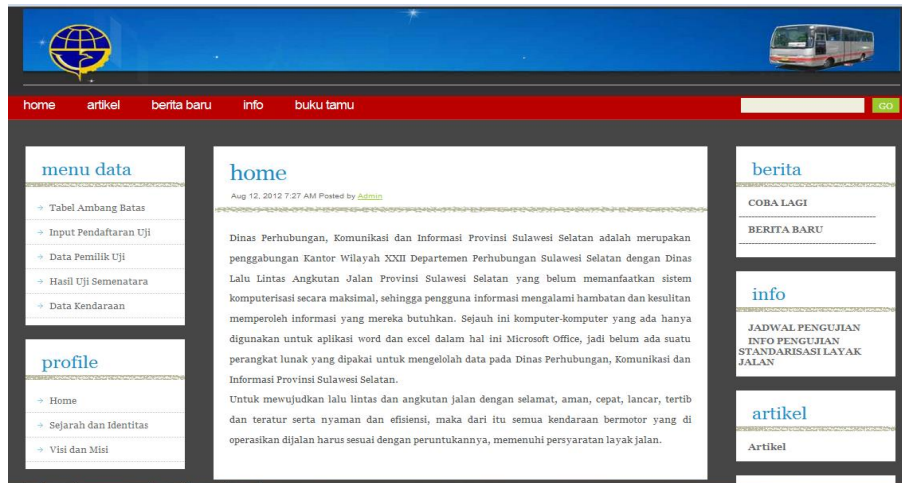 home artikel berita baru info buku tamu GO
menu data
Tabel Ambang Batas
Input Pendaftaran Uji
Data Pemilik Uji
Hasil Uji Semenatara
Data Kendaraan
profile
Home
Sejarah dan Identitas
Visi dan Misi
home
Aug 12, 2012 7:27 AM Posted by Admin
Dinas Perhubungan, Komunikasi dan Informasi Provinsi Sulawesi Selatan adalah merupakan
penggabungan Kantor Wilayah XXII Departemen Perhubungan Sulawesi Selatan dengan Dinas
Lalu Lintas Angkutan Jalan Provinsi Sulawesi Selatan yang belum memanfaatkan sistem
komputerisasi secara maksimal, sehingga pengguna informasi mengalami hambatan dan kesulitan
memperoleh informasi yang mereka butuhkan. Sejauh ini komputer-komputer yang ada hanya
digunakan untuk aplikasi word dan excel dalam hal ini Microsoft Office, jadi belum ada suatu
perangkat lunak yang dipakai untuk mengelolah data pada Dinas Perhubungan, Komunikasi dan
Informasi Provinsi Sulawesi Selatan.
Untuk mewujudkan lalu lintas dan angkutan jalan dengan selamat, aman, cepat, lancar, tertib
dan teratur serta nyaman dan efisiensi, maka dari itu semua kendaraan bermotor yang di
operasikan dijalan harus sesuai dengan peruntukannya, memenuhi persyaratan layak jalan.
berita
COBA LAGI
BERITA BARU
info
JADWAL PENGUJIAN
INFO PENGUJIAN
STANDARISASI LAYAK
JALAN
artikel
Artikel